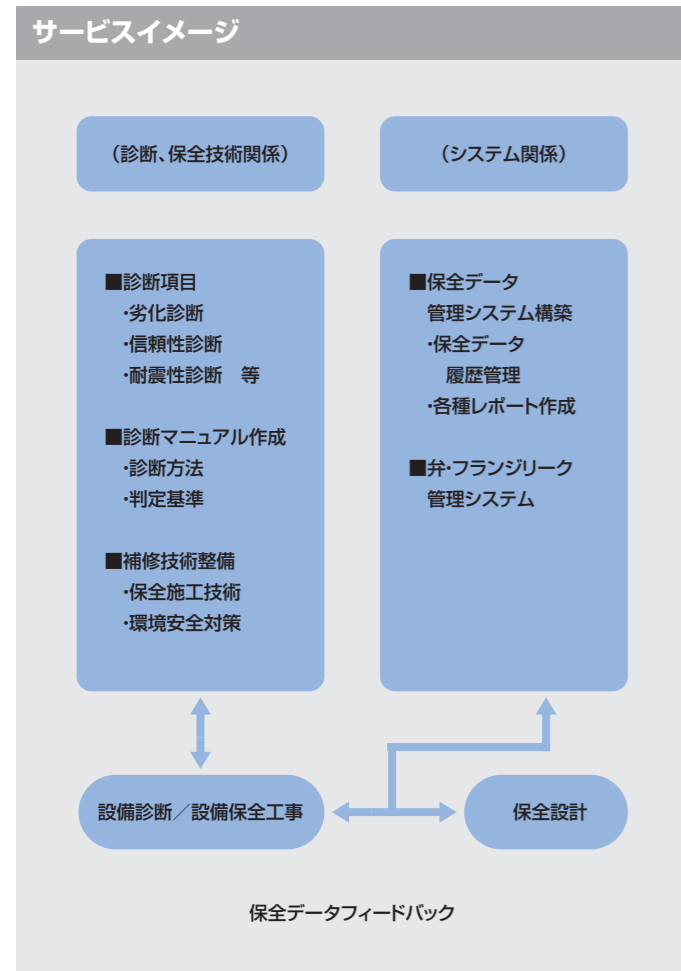 サービスイメージ
（診断、保全技術関係）
（システム関係）
■診断項目
・劣化診断
・信頼性診断
・耐震性診断　等
■診断マニュアル作成
・診断方法
・判定基準
■補修技術整備
・保全施工技術
・環境安全対策
■保全データ
管理システム構築
・保全データ
履歴管理
・各種レポート作成
■弁・フランジリーク
管理システム
設備診断／設備保全工事
保全設計
保全データフィードバック